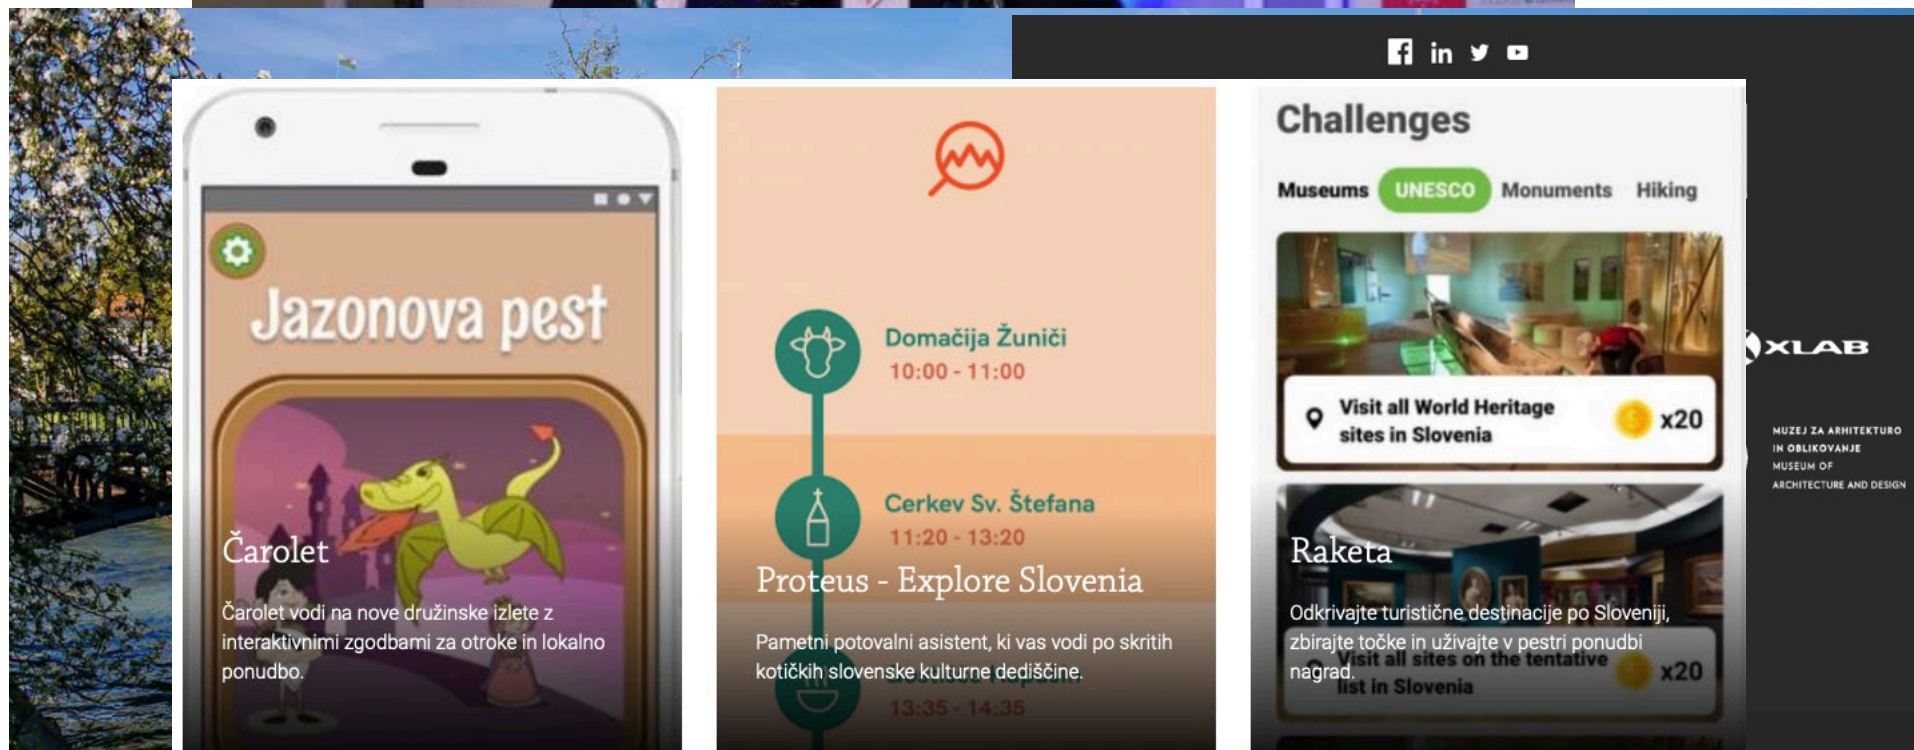 Jazonova pest
Čarolet
Čarolet vodi na nove družinske izlete z
interaktivnimi zgodbami za otroke in lokalno
ponudbo.
Domačija Žuniči
10:00 - 11:00
Cerkev Sv. Štefana
11:20 - 13:20
Proteus - Explore Slovenia
Pametni potovalni asistent, ki vas vodi po skritih
kotičkih slovenske kulturne dediščine.
13:35 - 14:35
Challenges
Museums UNESCO Monuments Hiking
Visit all World Heritage
sites in Slovenia
x20
Raketa
Odkrivajte turistične destinacije po Sloveniji,
zbirajte točke in uživajte v pestri ponudbi
nagrad.
Visit all sites on the tentative
list in Slovenia
x20
XLAB
MUZEJ ZA ARHITEKTURO
IN OBLIKOVANJE
MUSEUM OF
ARCHITECTURE AND DESIGN